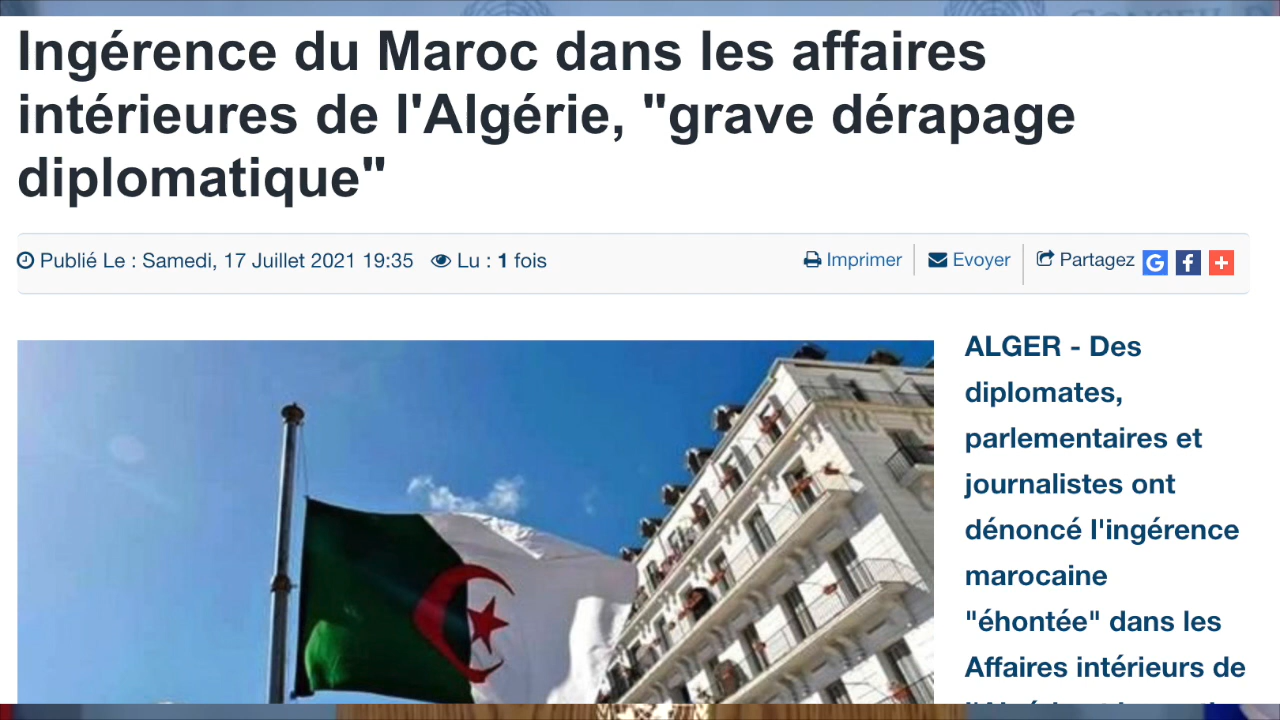 Ingérence du Maroc dans les affaires
intérieures de l'Algérie, "grave dérapage
diplomatique"
Publié Le : Samedi, 17 Juillet 2021 19:35 Lu : 1 fois Imprimer Envoyer Partagez G f +
ALGER - Des
diplomates,
parlementaires et
journalistes ont
dénoncé l'ingérence
marocaine
"éhontée" dans les
Affaires intérieurs de